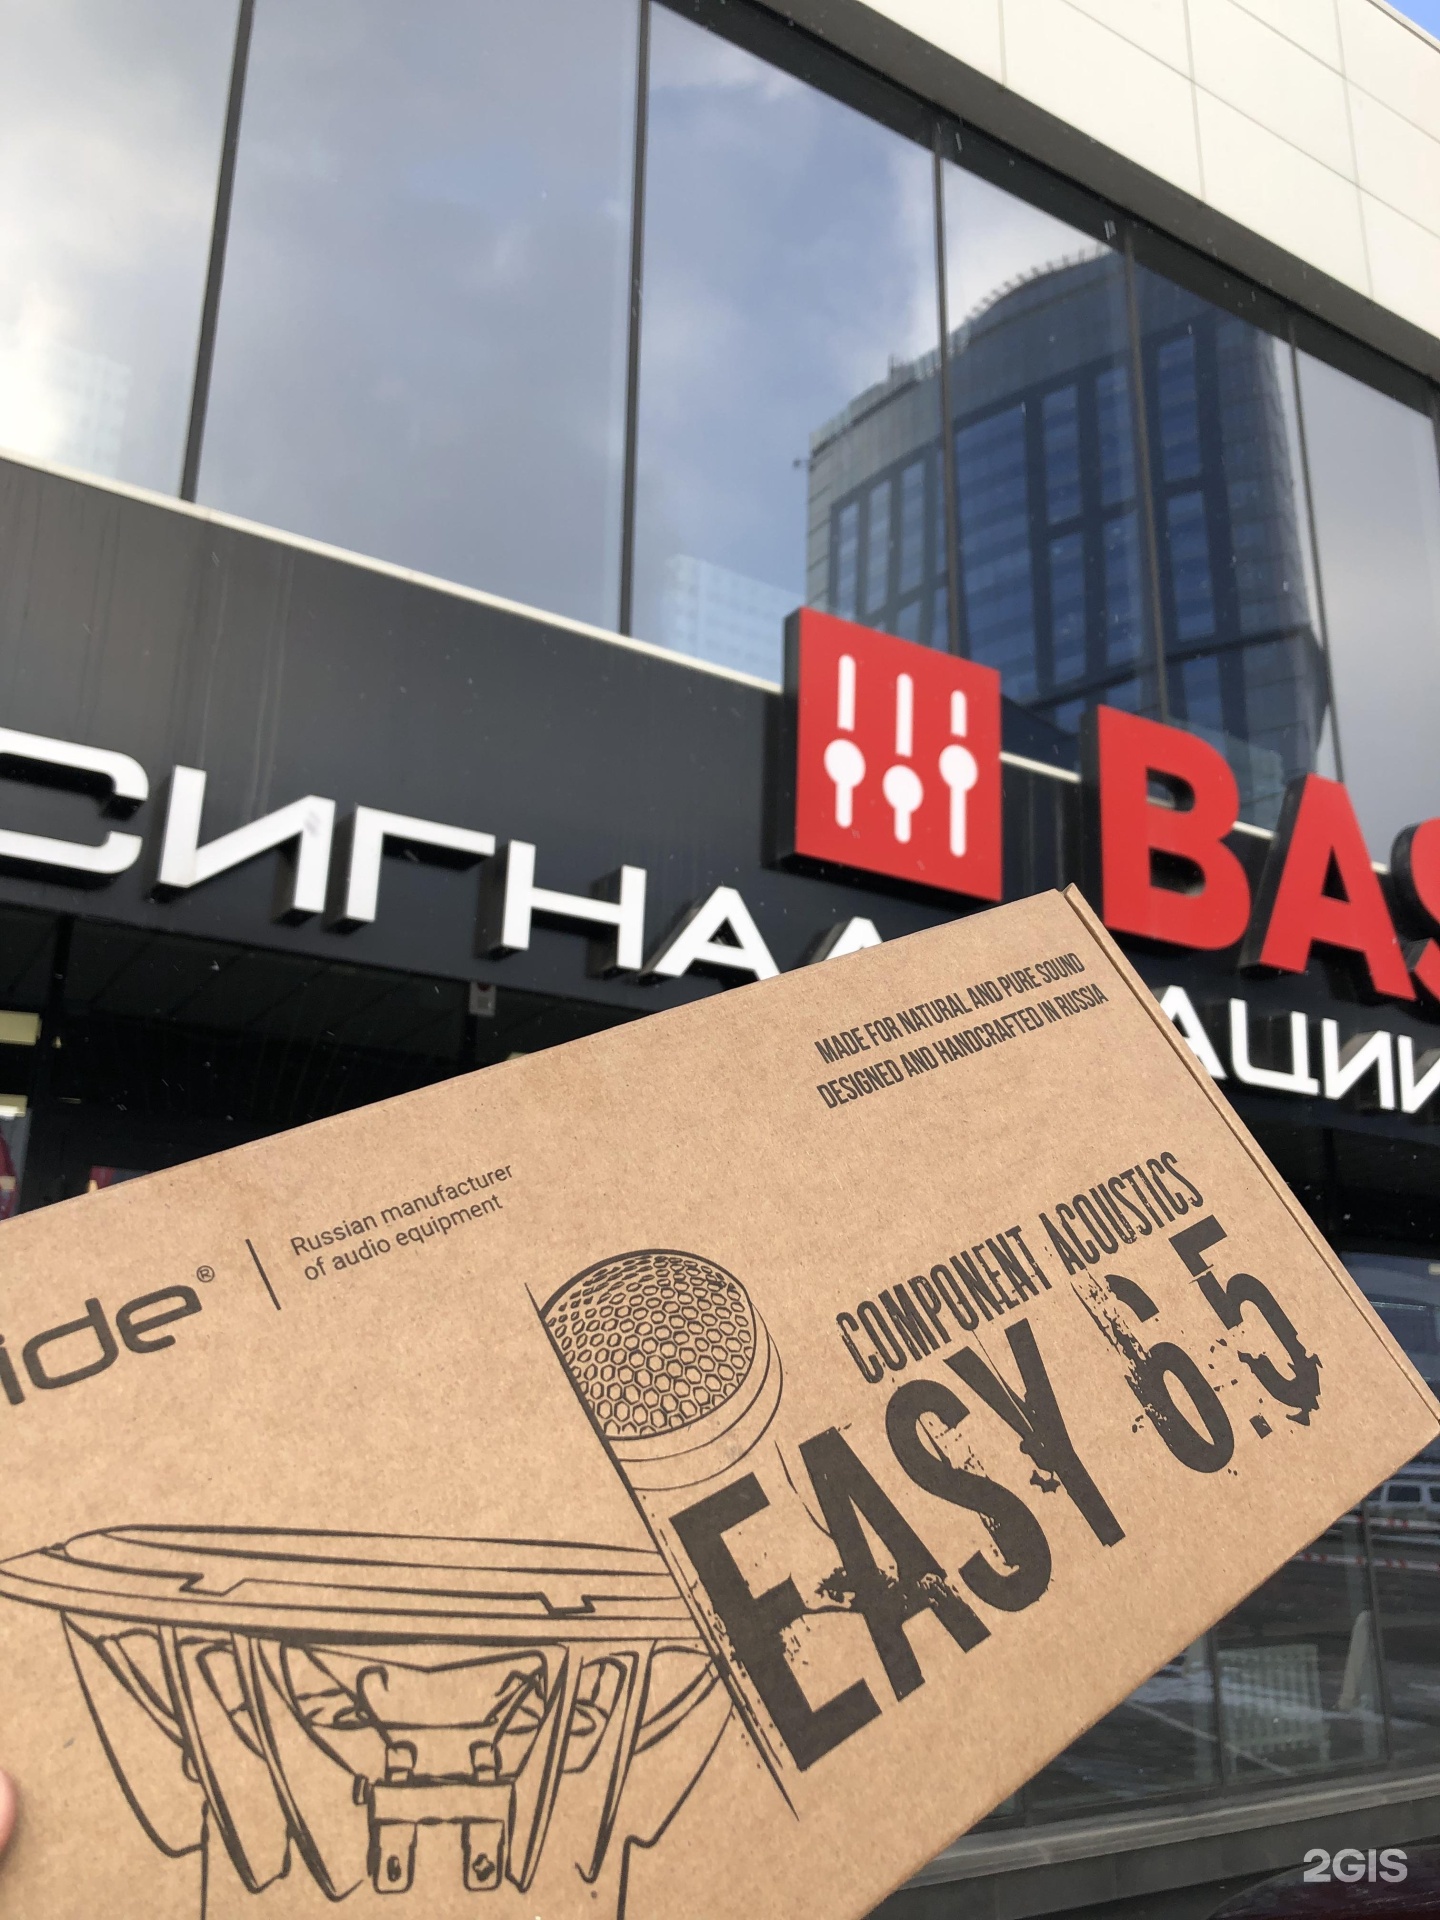 BAS
СИГНАЛ
АЦИИ
MADE FOR NATURAL AND PURE SOUND
DESIGNED AND HANDCRAFTED IN RUSSIA
ide®
Russian manufacturer
of audio equipment
COMPONENT ACOUSTICS
EASY 6.5
2GIS